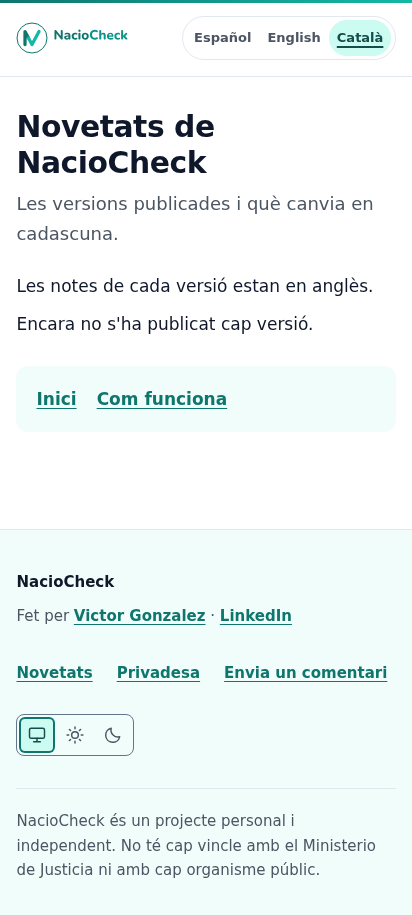 NacioCheck
Español English Català
Novetats de
NacioCheck
Les versions publicades i què canvia en
cadascuna.
Les notes de cada versió estan en anglès.
Encara no s'ha publicat cap versió.
Inici Com funciona
NacioCheck
Fet per Victor Gonzalez · LinkedIn
Novetats Privadesa Envia un comentari
NacioCheck és un projecte personal i
independent. No té cap vincle amb el Ministerio
de Justicia ni amb cap organisme públic.